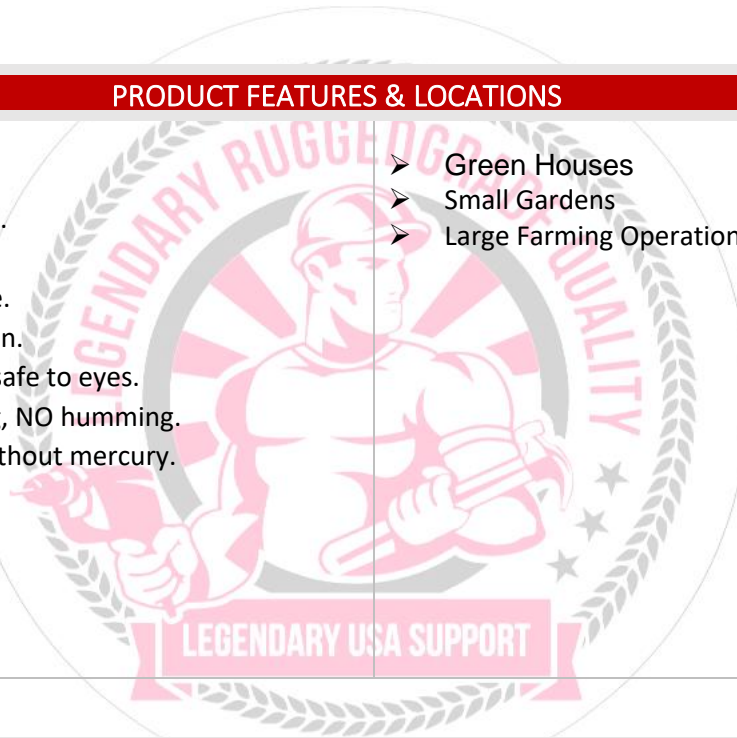 PRODUCT FEATURES & LOCATIONS
.
e.
n.
safe to eyes.
, NO humming.
thout mercury.
➢ Green Houses
➢ Small Gardens
➢ Large Farming Operation
LEGENDARY RUGGEDGRADE QUALITY
LEGENDARY USA SUPPORT